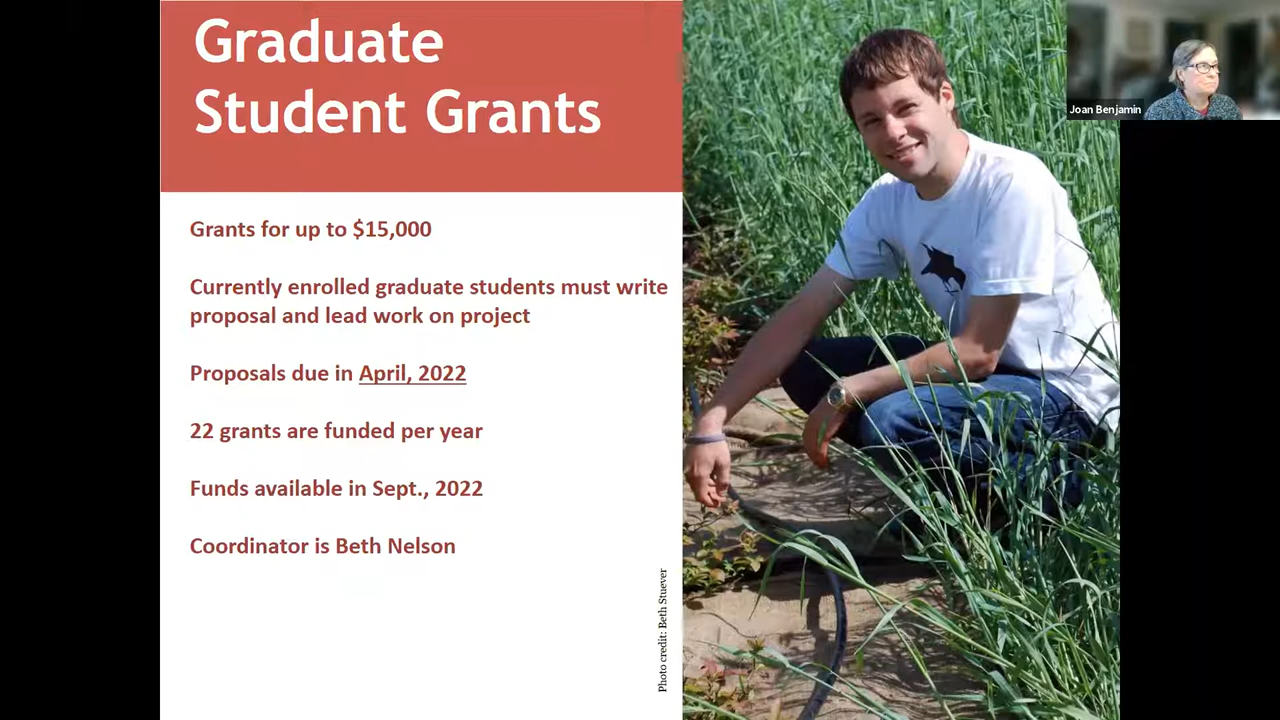 Graduate
Student Grants
Grants for up to $15,000
Currently enrolled graduate students must write
proposal and lead work on project
Proposals due in April, 2022
22 grants are funded per year
Funds available in Sept., 2022
Coordinator is Beth Nelson
Photo credit: Beth Stuever
Joan Benjamin